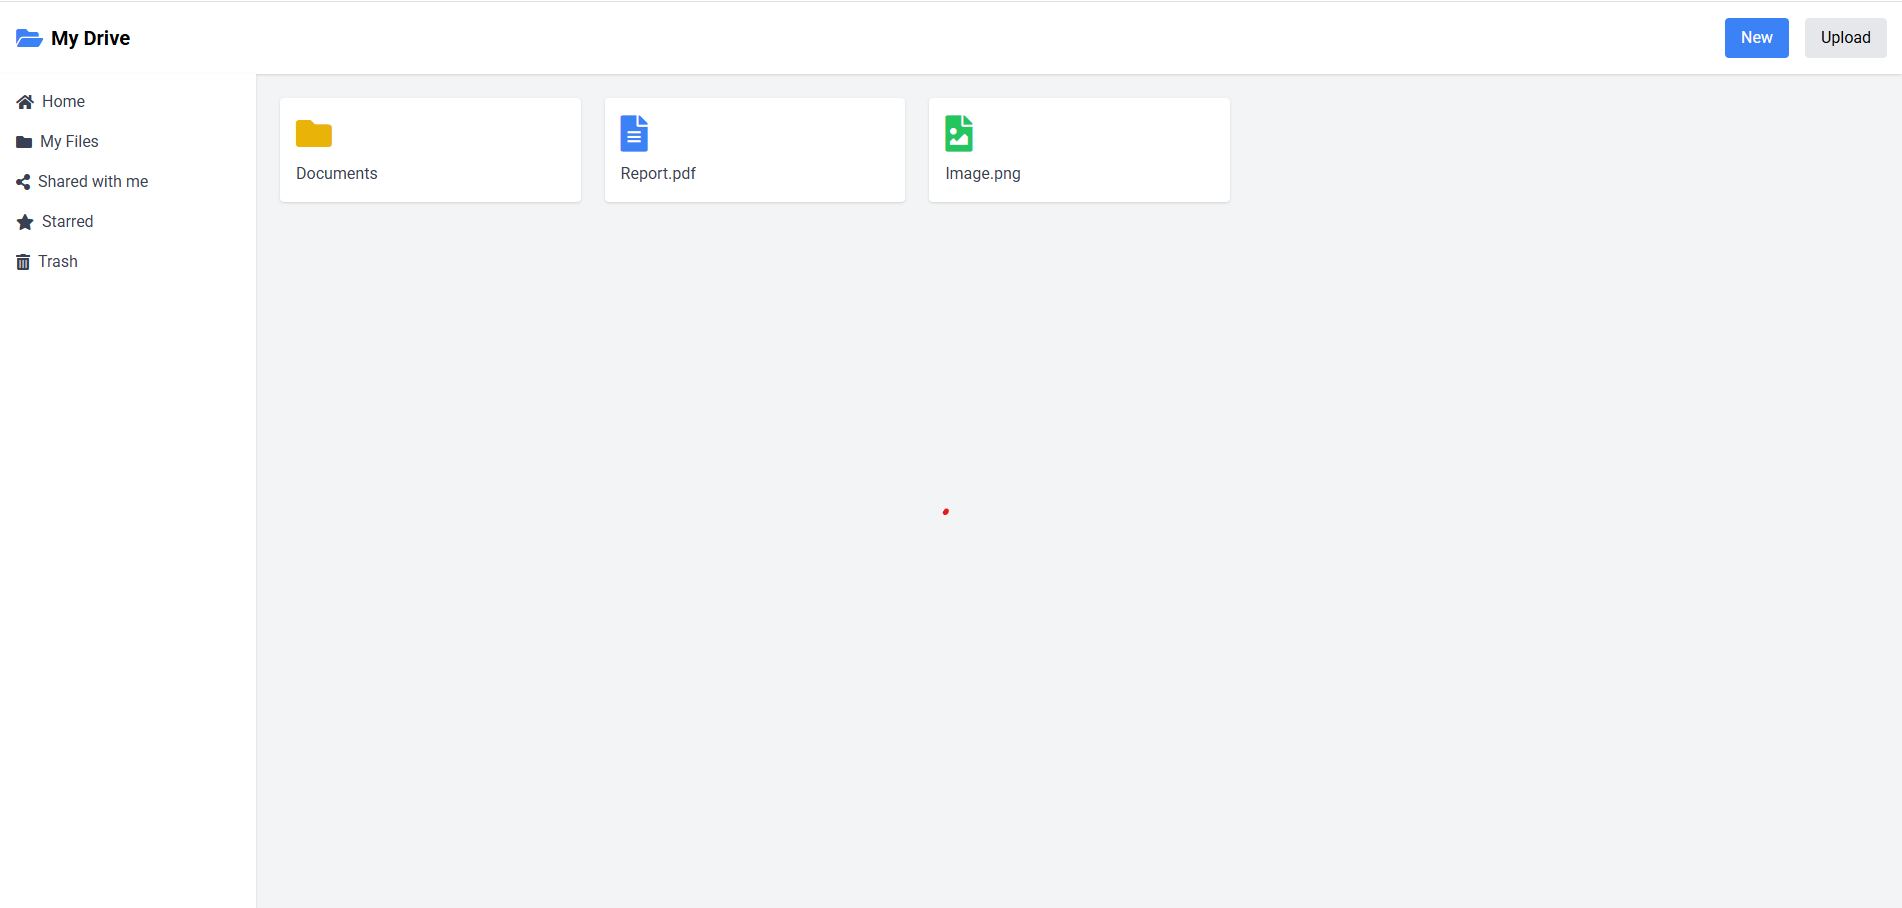 My Drive
New
Upload
Home
My Files
Shared with me
Starred
Trash
Documents
Report.pdf
Image.png